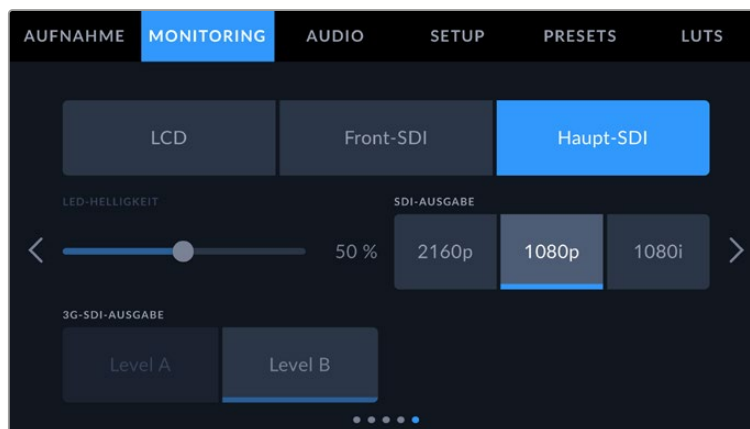 AUFNAHME MONITORING AUDIO SETUP PRESETS LUTS
LCD Front-SDI Haupt-SDI
LED-HELLIGKEIT SDI-AUSGABE
50 % 2160p 1080p 1080i
3G-SDI-AUSGABE
Level A Level B